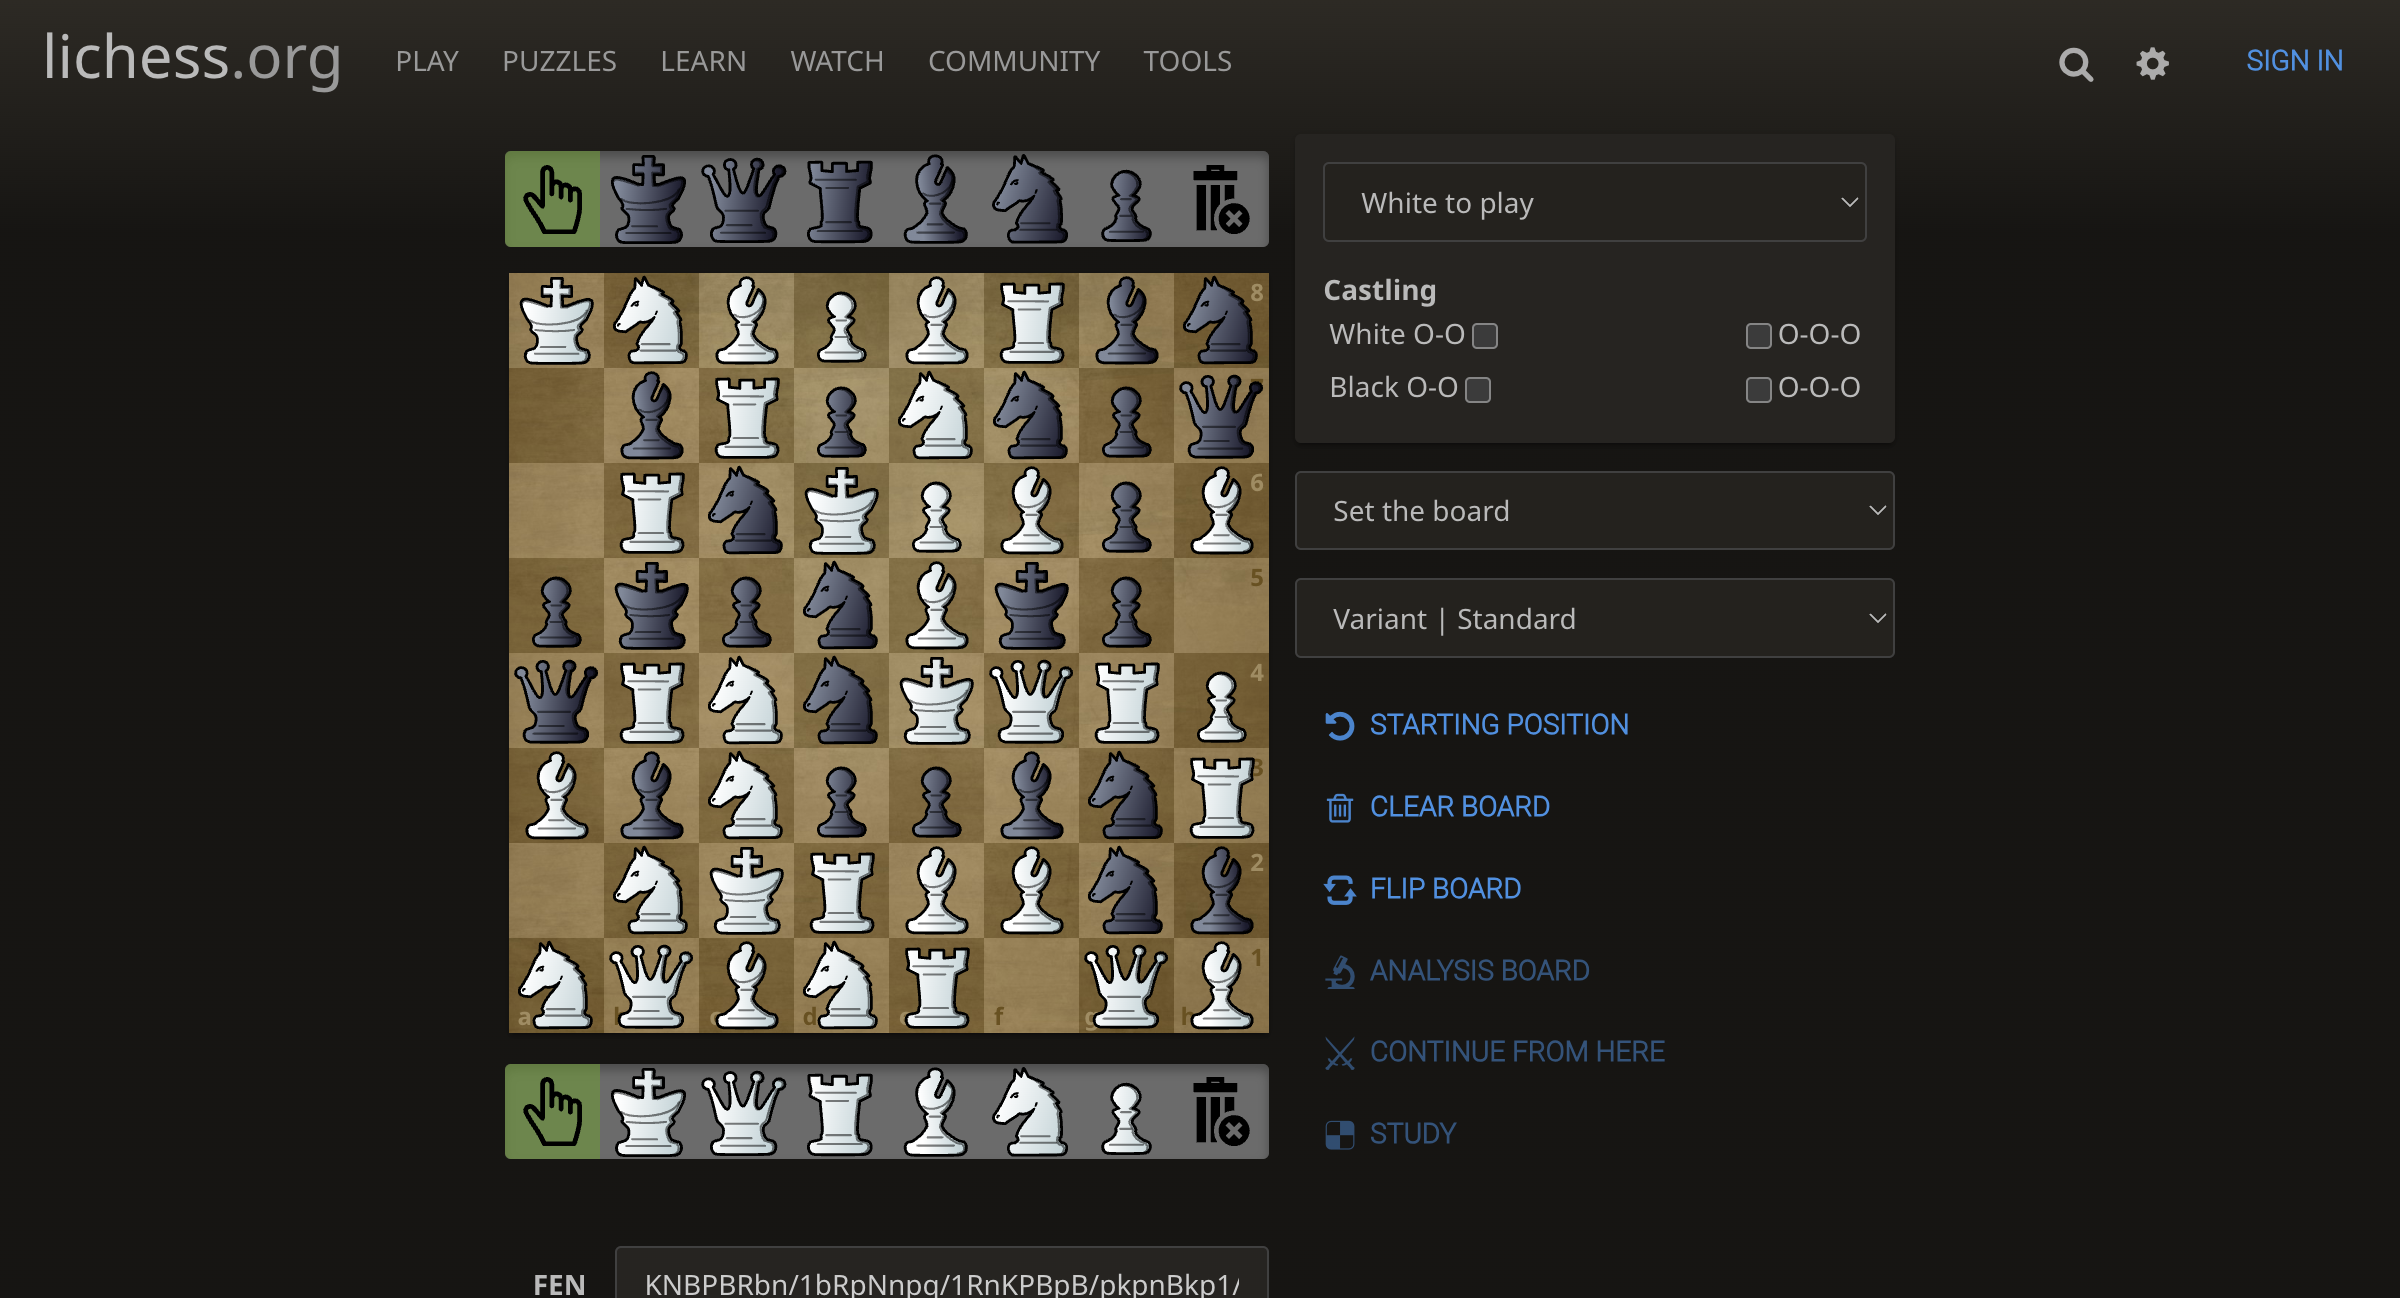 lichess.org PLAY PUZZLES LEARN WATCH COMMUNITY TOOLS SIGN IN
White to play
Castling
White O-O O-O-O
Black O-O O-O-O
Set the board
Variant | Standard
STARTING POSITION
CLEAR BOARD
FLIP BOARD
ANALYSIS BOARD
CONTINUE FROM HERE
STUDY
8
6
5
4
3
2
1
a d f g h
FEN KNBPBRbn/1bRpNnpq/1RnKPBpB/pkpnBkp1/